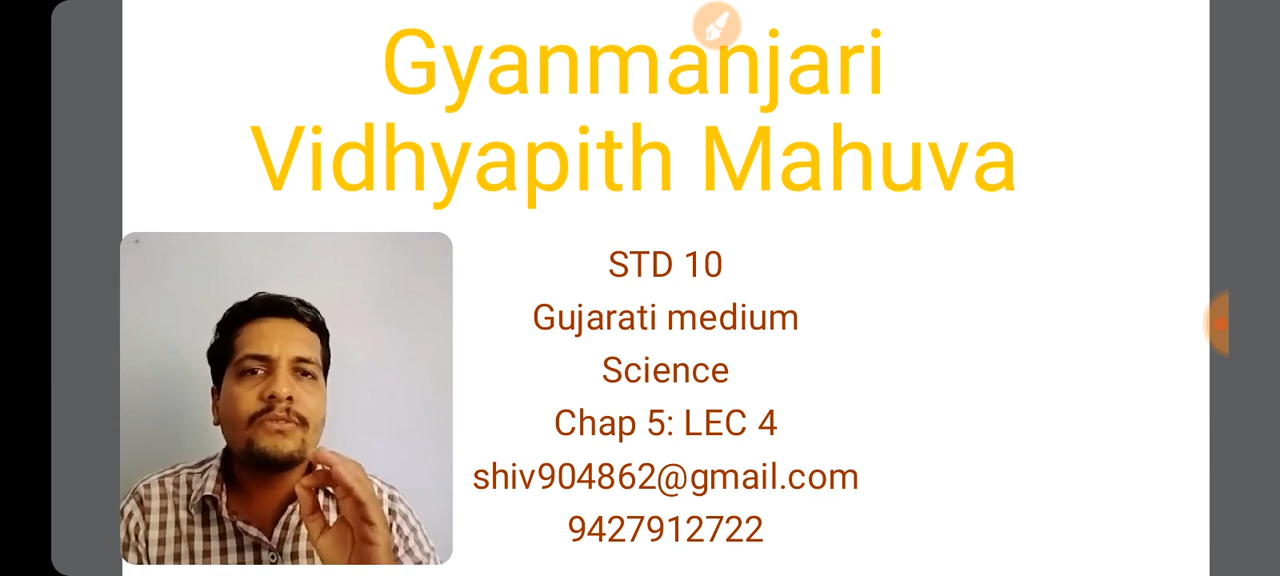 Gyanmanjari
Vidhyapith Mahuva
STD 10
Gujarati medium
Science
Chap 5: LEC 4
shiv904862@gmail.com
9427912722